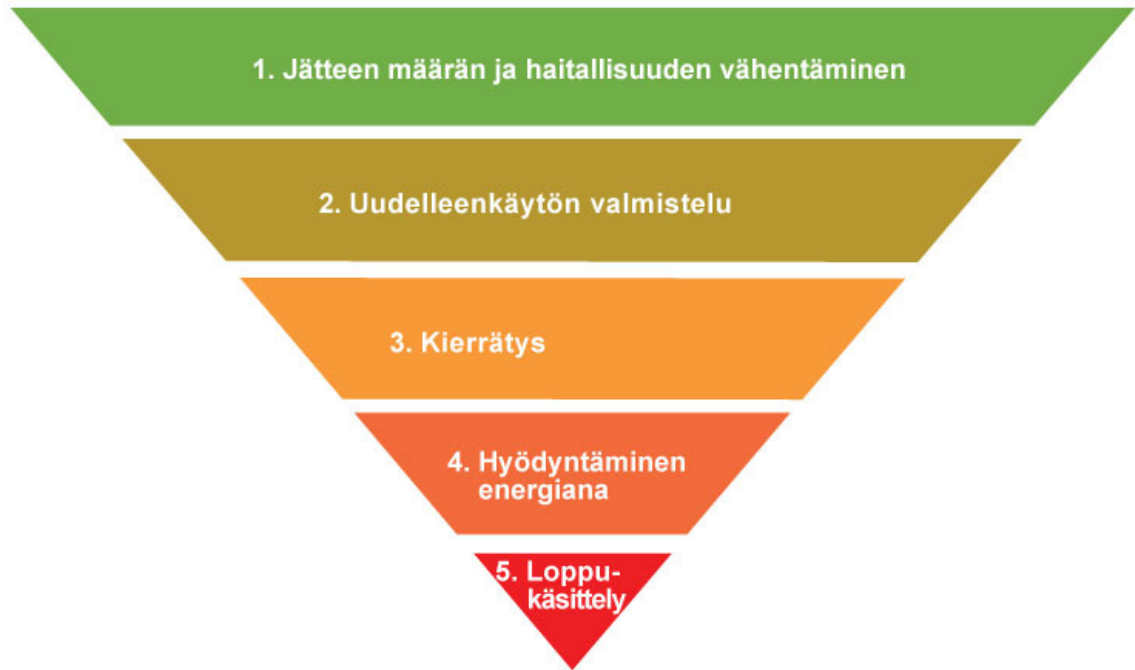 1. Jätteen määrän ja haitallisuuden vähentäminen
2. Uudelleenkäytön valmistelu
3. Kierrätys
4. Hyödyntäminen
energiana
5. Loppu-
käsittely